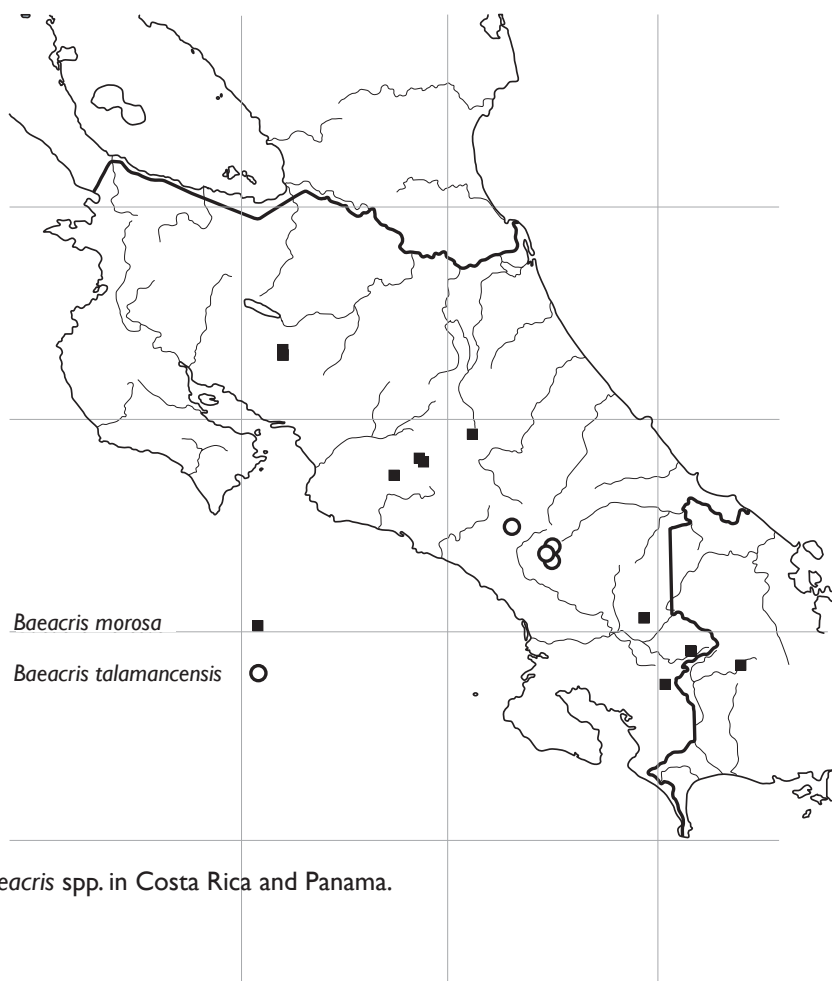 Baeacris morosa
Baeacris talamancensis
eacris spp. in Costa Rica and Panama.